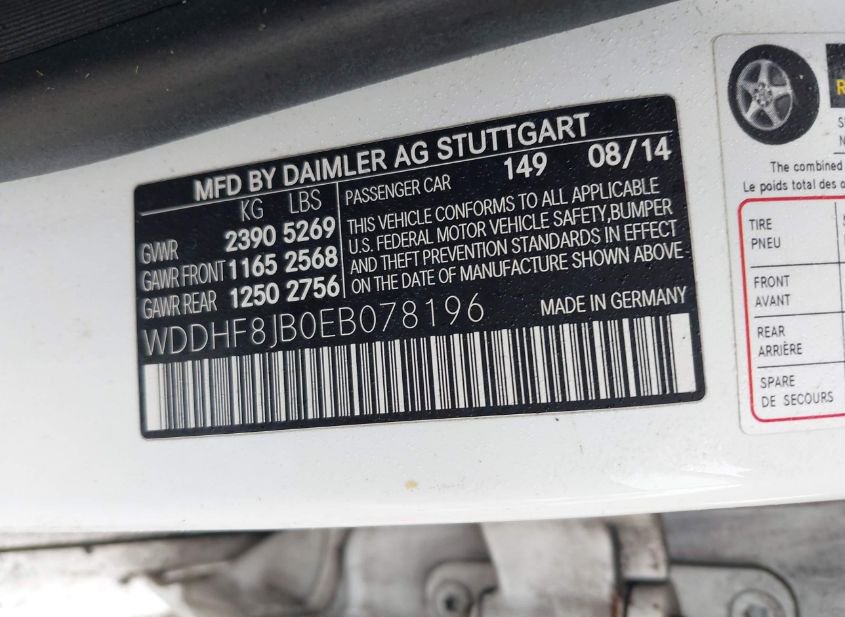 MFD BY DAIMLER AG STUTTGART
KG LBS
GVWR 2390 5269
GAWR FRONT 1165 2568
GAWR REAR 1250 2756
PASSENGER CAR 149 08/14
THIS VEHICLE CONFORMS TO ALL APPLICABLE
U.S. FEDERAL MOTOR VEHICLE SAFETY,BUMPER
AND THEFT PREVENTION STANDARDS IN EFFECT
ON THE DATE OF MANUFACTURE SHOWN ABOVE
WDDHF8JB0EB078196 MADE IN GERMANY
The combined
Le poids total des
TIRE
PNEU
FRONT
AVANT
REAR
ARRIÈRE
SPARE
DE SECOURS